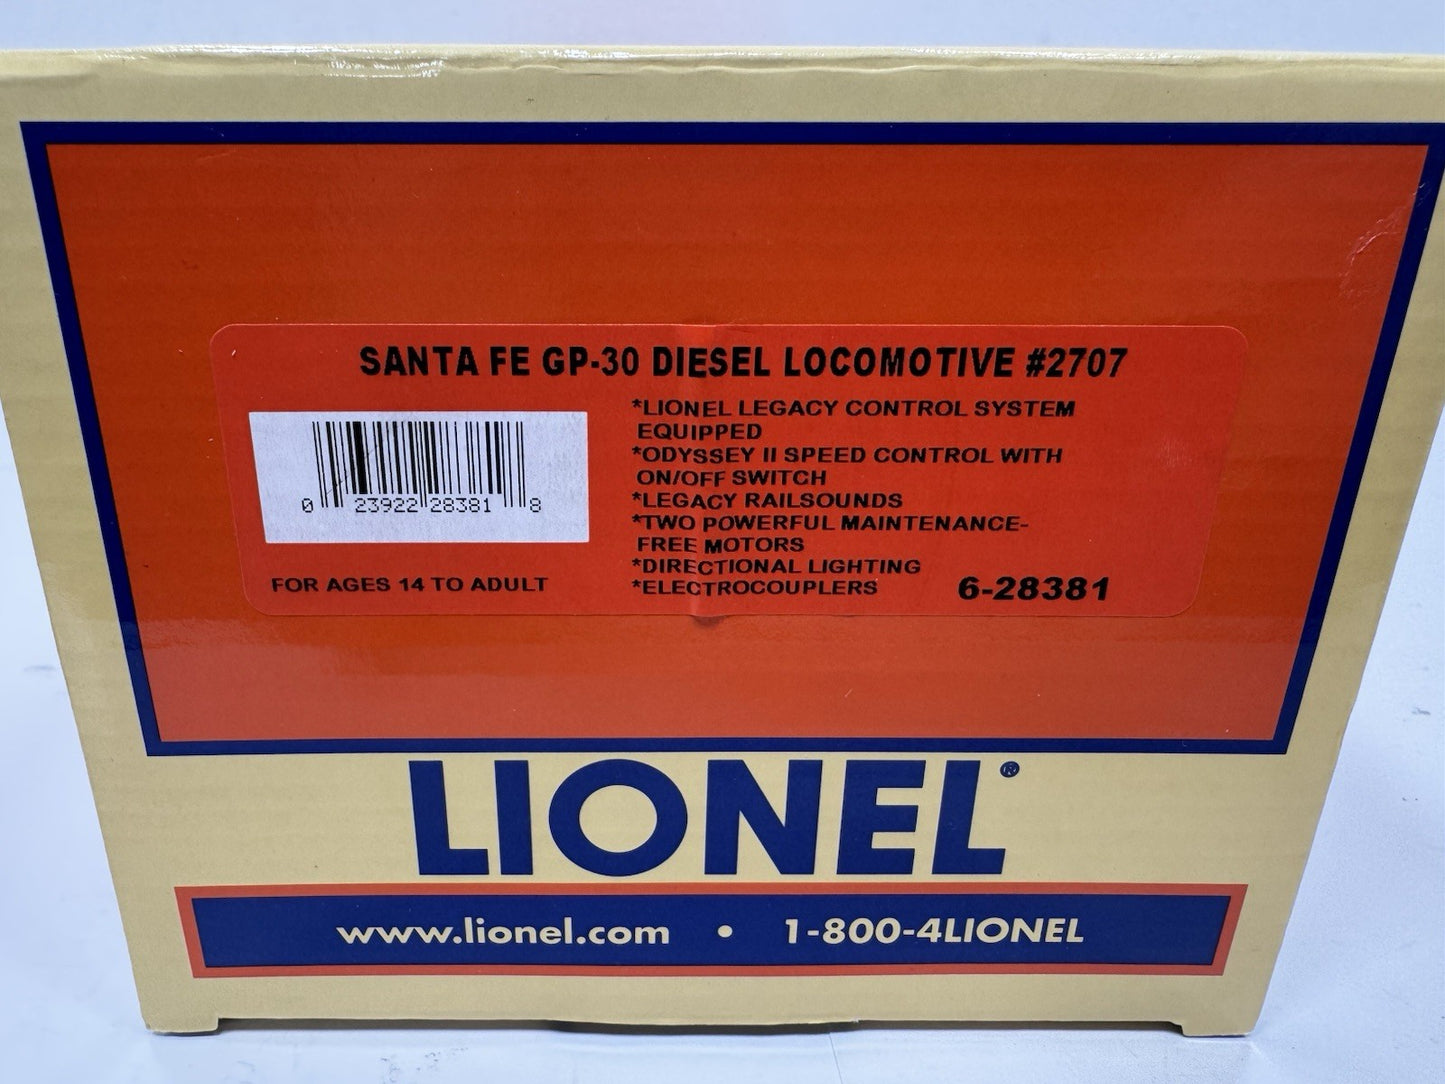 SANTA FE GP-30 DIESEL LOCOMOTIVE #2707
*LIONEL LEGACY CONTROL SYSTEM
EQUIPPED
*ODYSSEY II SPEED CONTROL WITH
ON/OFF SWITCH
*LEGACY RAILSOUNDS
*TWO POWERFUL MAINTENANCE-
FREE MOTORS
*DIRECTIONAL LIGHTING
*ELECTROCOUPLERS
0 23922 28381 8
FOR AGES 14 TO ADULT
6-28381
LIONEL®
www.lionel.com • 1-800-4LIONEL